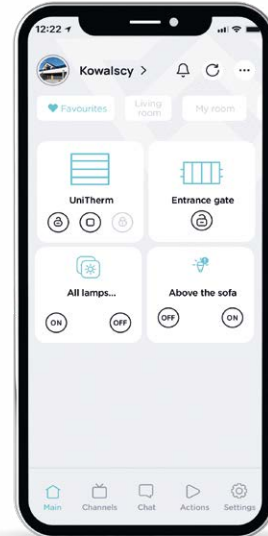 12:22
Kowalscy >
Favourites
Living
room
My room
UniTherm
Entrance gate
All lamps...
Above the sofa
ON
OFF
OFF
ON
Main
Channels
Chat
Actions
Settings